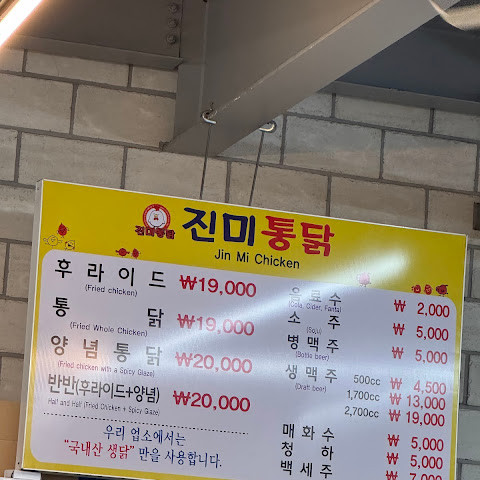 진미통닭
진미통닭
Jin Mi Chicken
후라이드 ₩19,000
(Fried chicken)
통닭 ₩19,000
(Fried Whole Chicken)
양념통닭 ₩20,000
(Fried chicken with a Spicy Glaze)
반반(후라이드+양념) ₩20,000
Half and Half (Fried Chicken + Spicy Glaze)
우리 업소에서는
"국내산 생닭" 만을 사용합니다.
음료수 ₩ 2,000
(Cola, Cider, Fanta)
소주 ₩ 5,000
(Soju)
병맥주 ₩ 5,000
(Bottle beer)
생맥주 500cc ₩ 4,500
(Draft beer) 1,700cc ₩ 13,000
2,700cc ₩ 19,000
매화수 ₩ 5,000
청하 ₩ 5,000
백세주 ₩ 7,000